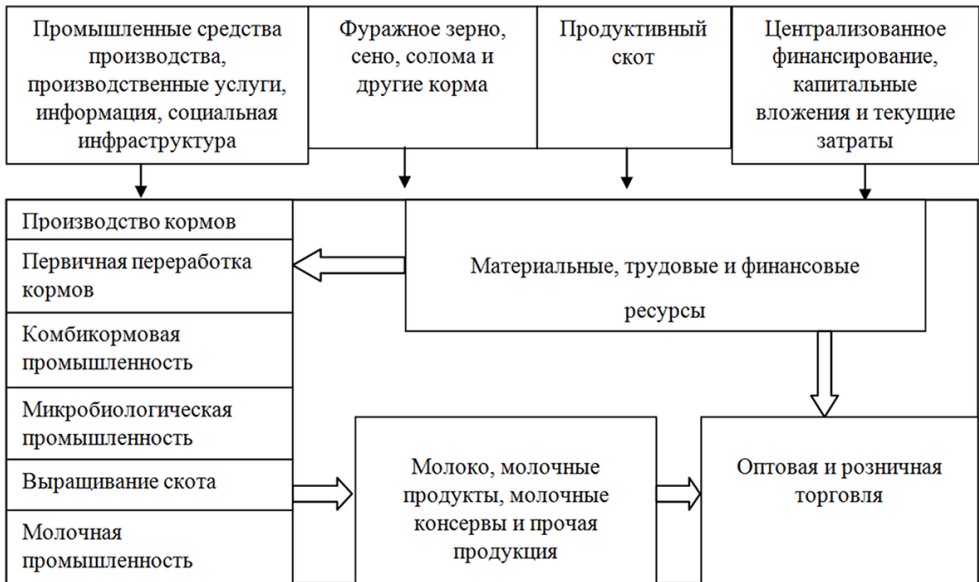 Промышленные средства
производства,
производственные услуги,
информация, социальная
инфраструктура
Фуражное зерно,
сено, солома и
другие корма
Продуктивный
скот
Централизованное
финансирование,
капитальные
вложения и текущие
затраты
Производство кормов
Первичная переработка
кормов
Комбикормовая
промышленность
Микробиологическая
промышленность
Выращивание скота
Молочная
промышленность
Материальные, трудовые и финансовые
ресурсы
Молоко, молочные
продукты, молочные
консервы и прочая
продукция
Оптовая и розничная
торговля